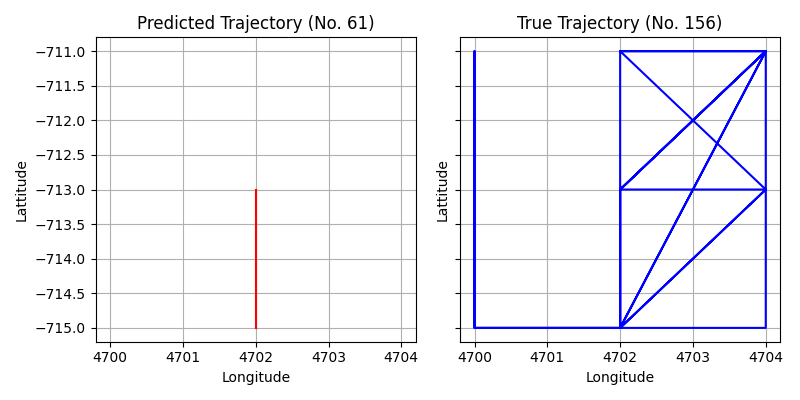 Predicted Trajectory (No. 61)
−711.0
−711.5
−712.0
−712.5
−713.0
−713.5
−714.0
−714.5
−715.0
Lattitude
4700 4701 4702 4703 4704
Longitude
True Trajectory (No. 156)
Lattitude
4700 4701 4702 4703 4704
Longitude